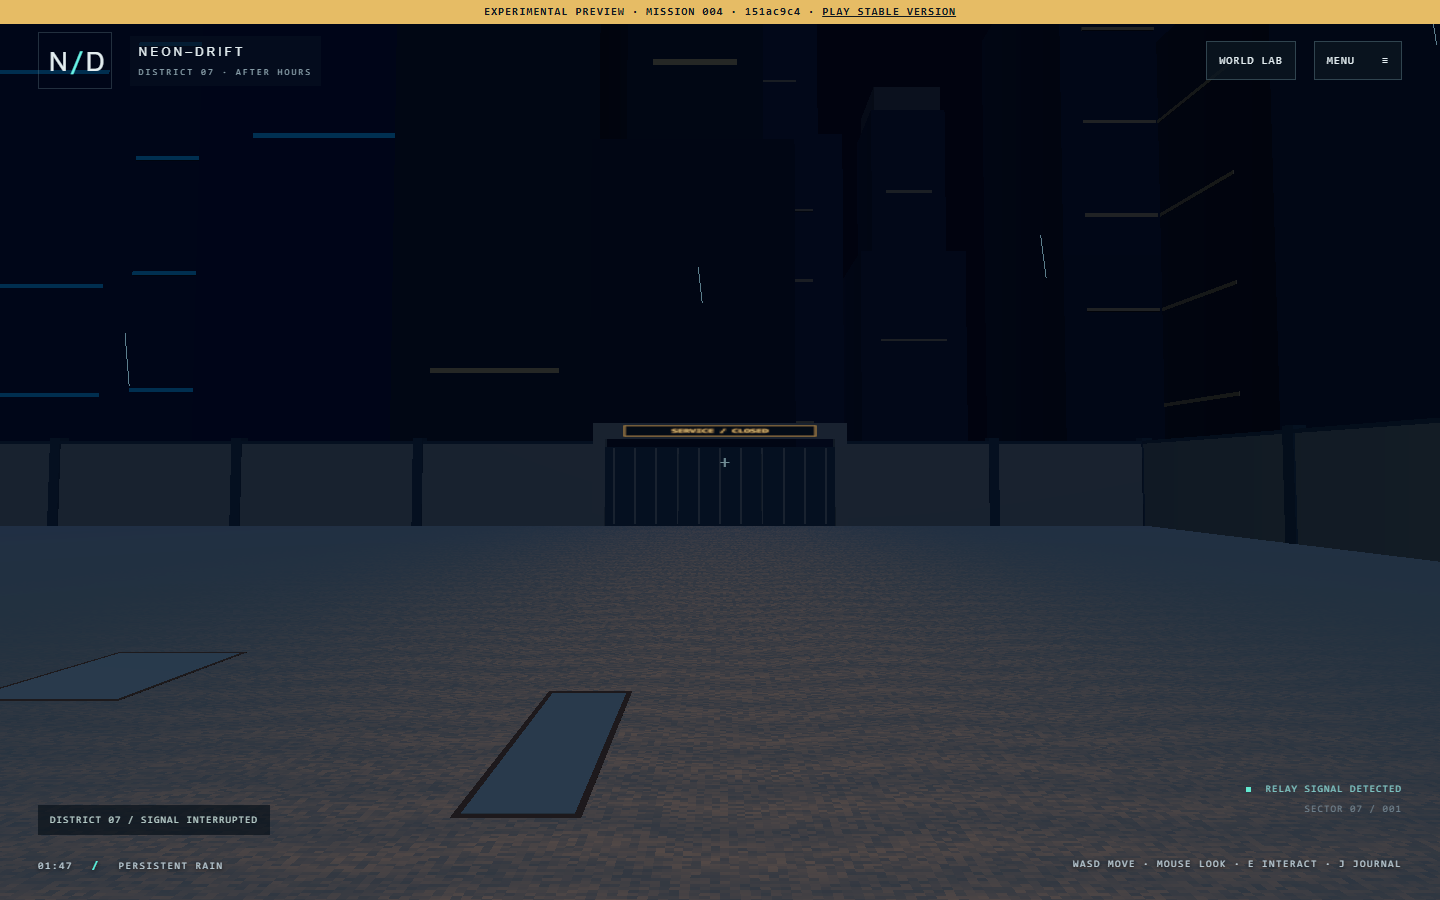 EXPERIMENTAL PREVIEW · MISSION 004 · 151ac9c4 · PLAY STABLE VERSION
N/D
NEON–DRIFT
DISTRICT 07 · AFTER HOURS
WORLD LAB
MENU ≡
SERVICE / CLOSED
RELAY SIGNAL DETECTED
SECTOR 07 / 001
DISTRICT 07 / SIGNAL INTERRUPTED
01:47 / PERSISTENT RAIN
WASD MOVE · MOUSE LOOK · E INTERACT · J JOURNAL